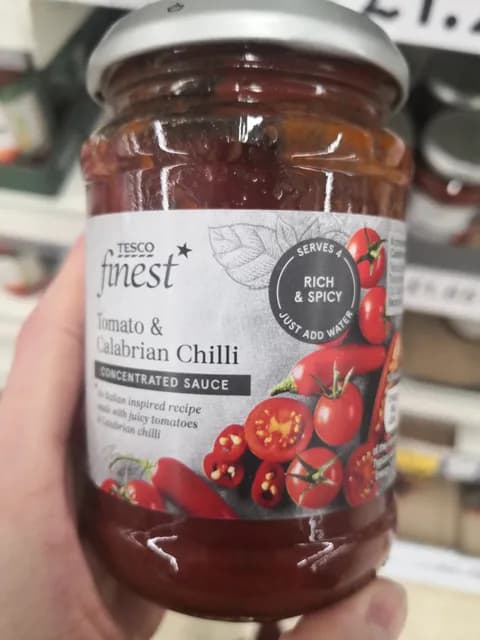 TESCO
finest*
SERVES 4
RICH
& SPICY
JUST ADD WATER
Tomato &
Calabrian Chilli
CONCENTRATED SAUCE
An Italian inspired recipe
made with juicy tomatoes
& Calabrian chilli